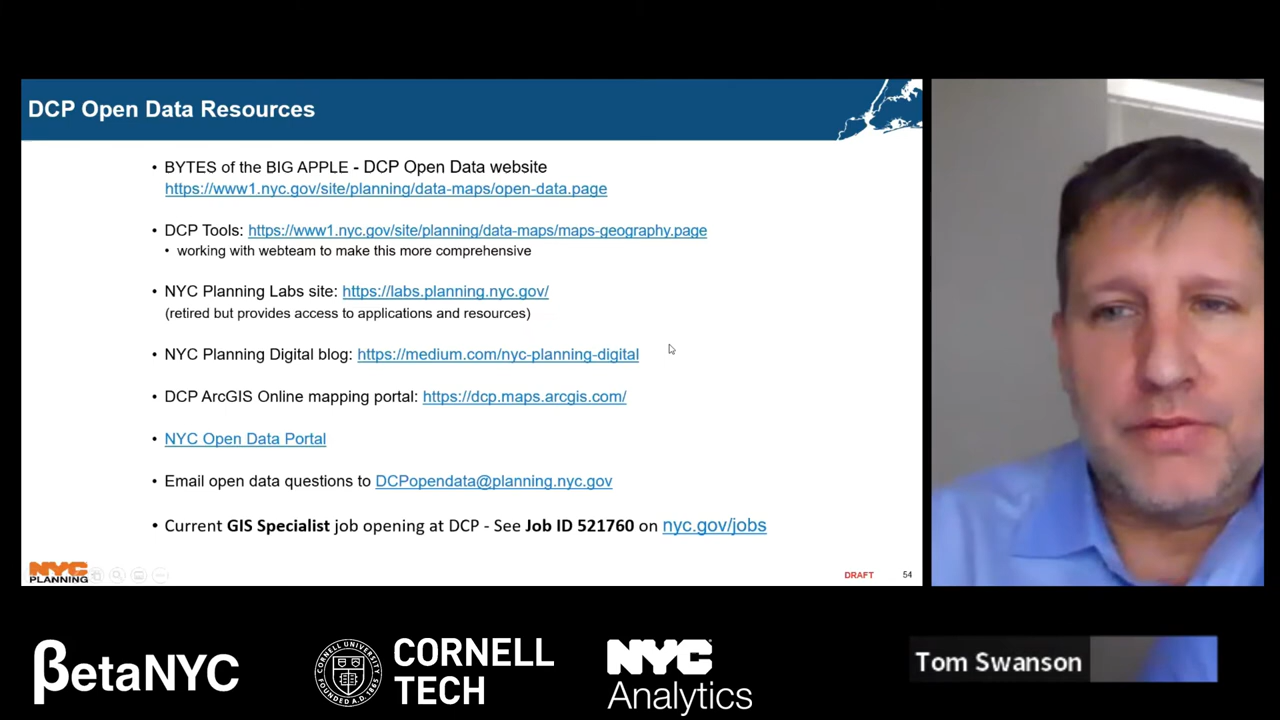 DCP Open Data Resources
• BYTES of the BIG APPLE - DCP Open Data website
https://www1.nyc.gov/site/planning/data-maps/open-data.page
• DCP Tools: https://www1.nyc.gov/site/planning/data-maps/maps-geography.page
• working with webteam to make this more comprehensive
• NYC Planning Labs site: https://labs.planning.nyc.gov/
(retired but provides access to applications and resources)
• NYC Planning Digital blog: https://medium.com/nyc-planning-digital
• DCP ArcGIS Online mapping portal: https://dcp.maps.arcgis.com/
• NYC Open Data Portal
• Email open data questions to DCPopendata@planning.nyc.gov
• Current GIS Specialist job opening at DCP - See Job ID 521760 on nyc.gov/jobs
NYC
PLANNING
DRAFT
54
βetaNYC
CORNELL
TECH
NYC
Analytics
Tom Swanson